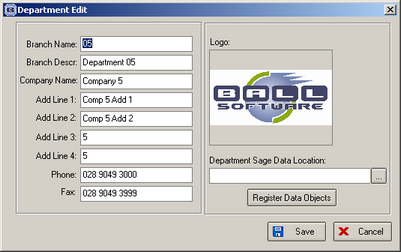 Department Edit
Branch Name: 05
Branch Descr: Department 05
Company Name: Company 5
Add Line 1: Comp 5 Add 1
Add Line 2: Comp 5 Add 2
Add Line 3: 5
Add Line 4: 5
Phone: 028 9049 3000
Fax: 028 9049 3999
Logo:
BALL
SOFTWARE
Department Sage Data Location:
...
Register Data Objects
Save
Cancel